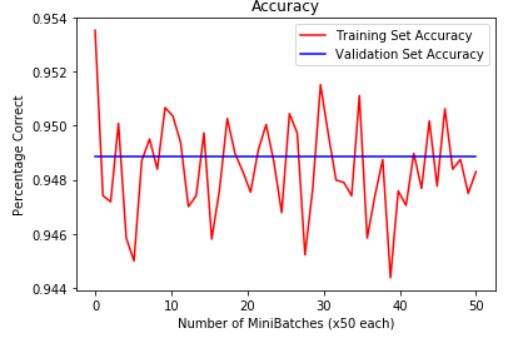 Accuracy
0.954
0.952
0.950
0.948
0.946
0.944
Percentage Correct
Training Set Accuracy
Validation Set Accuracy
0 10 20 30 40 50
Number of MiniBatches (x50 each)